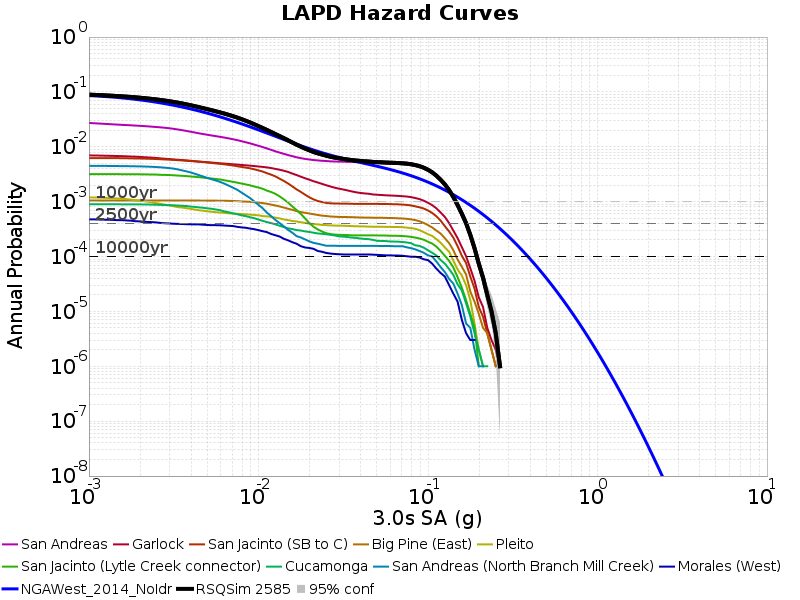 LAPD Hazard Curves
10^0
10^-1
10^-2
10^-3
10^-4
10^-5
10^-6
10^-7
10^-8
Annual Probability
1000yr
2500yr
10000yr
10^-3 10^-2 10^-1 10^0 10^1
3.0s SA (g)
San Andreas Garlock San Jacinto (SB to C) Big Pine (East) Pleito
San Jacinto (Lytle Creek connector) Cucamonga San Andreas (North Branch Mill Creek) Morales (West)
NGAWest_2014_NoIdr RSQSim 2585 95% conf